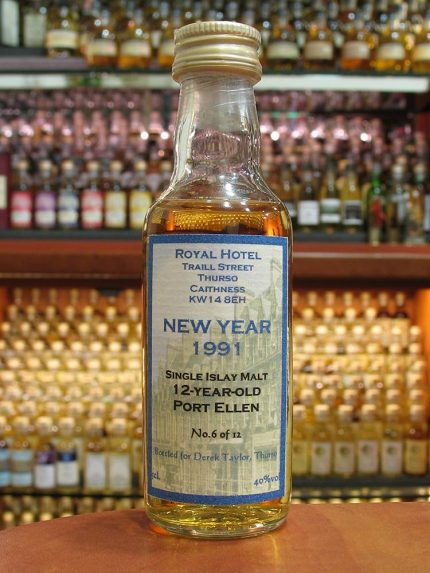 Royal Hotel
Traill Street
Thurso
Caithness
KW14 8EH
New Year
1991
Single Islay Malt
12-Year-Old
Port Ellen
No.6 of 12
Bottled for Derek Taylor, Thurso
cl. 40%vol